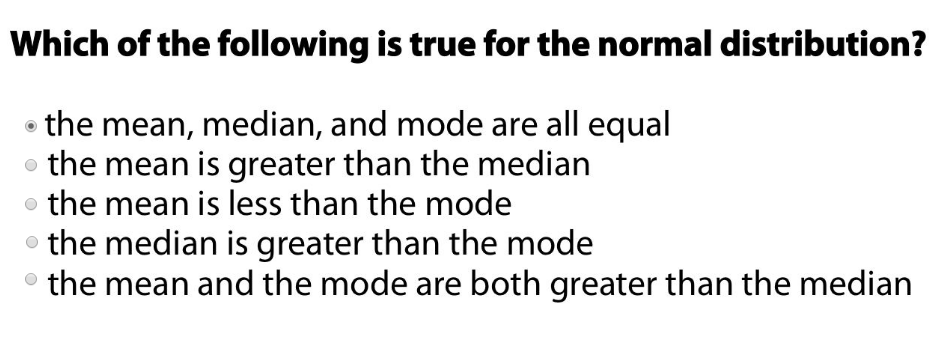 Which of the following is true for the normal distribution?
the mean, median, and mode are all equal
the mean is greater than the median
the mean is less than the mode
the median is greater than the mode
the mean and the mode are both greater than the median